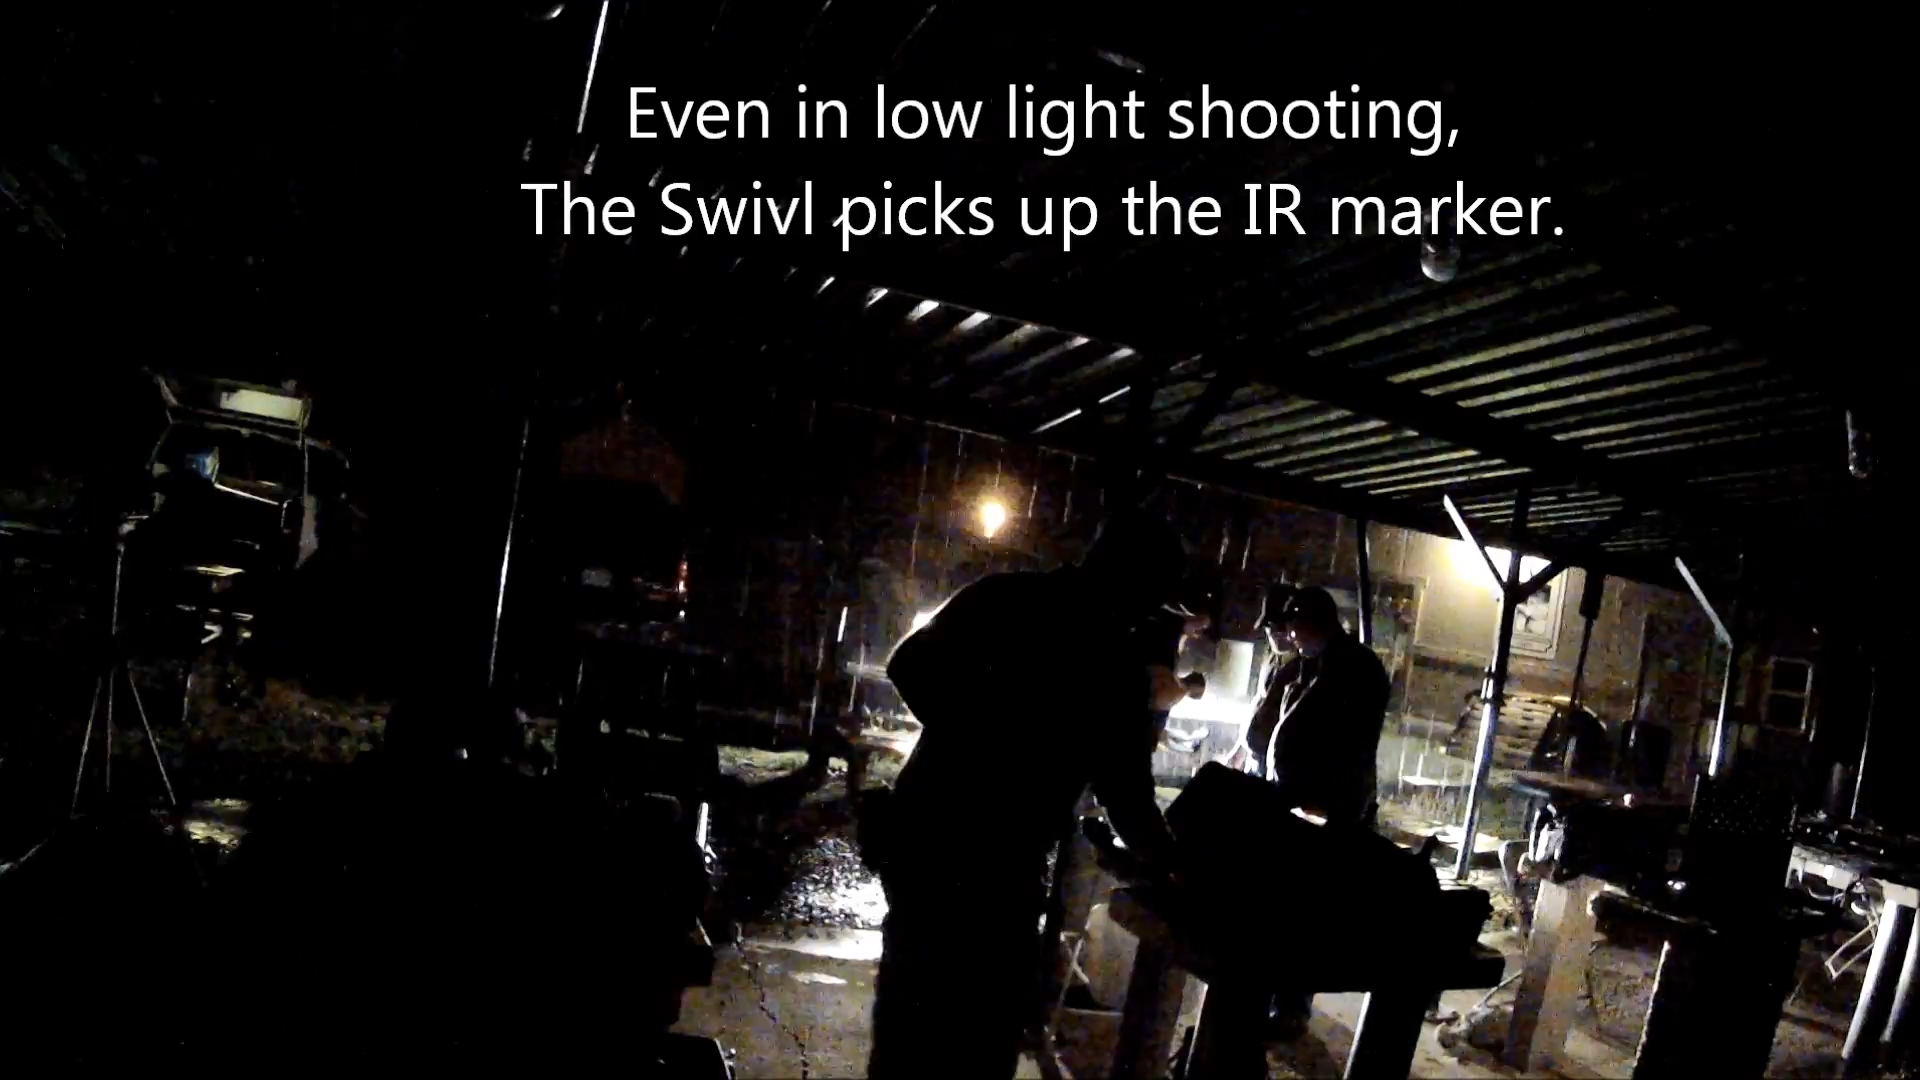 Even in low light shooting,
The Swivl picks up the IR marker.